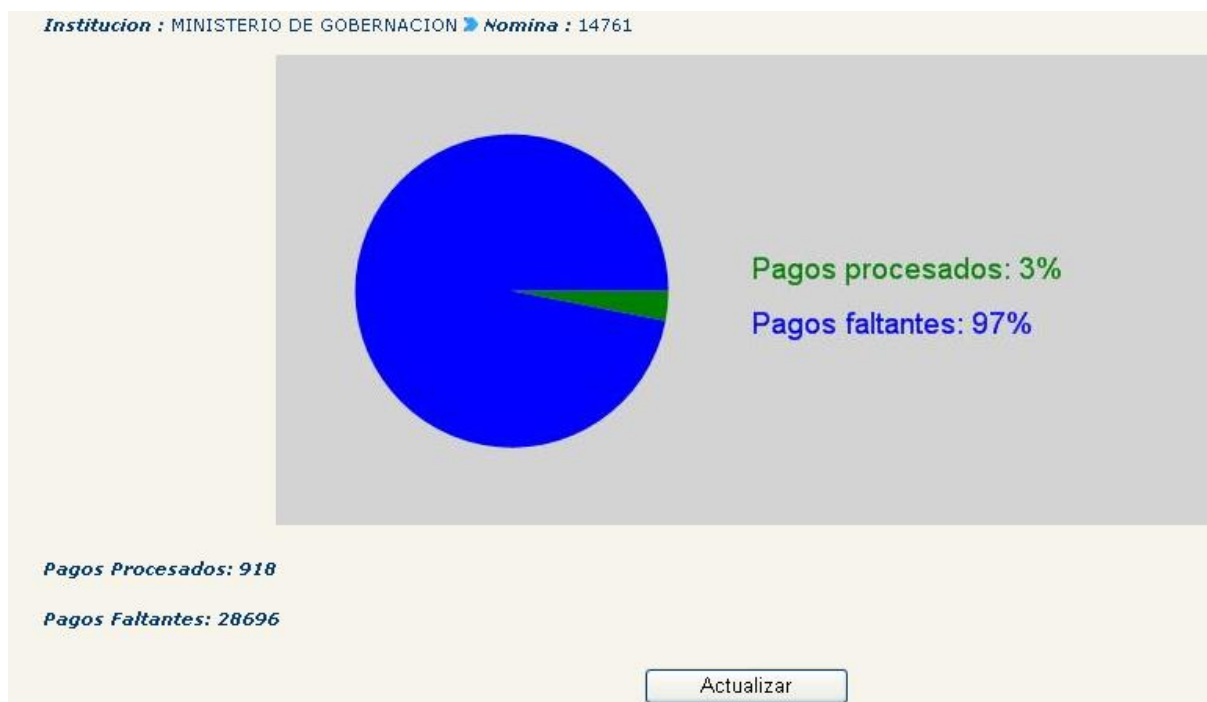 Institucion : MINISTERIO DE GOBERNACION Nomina : 14761
Pagos procesados: 3%
Pagos faltantes: 97%
Pagos Procesados: 918
Pagos Faltantes: 28696
Actualizar